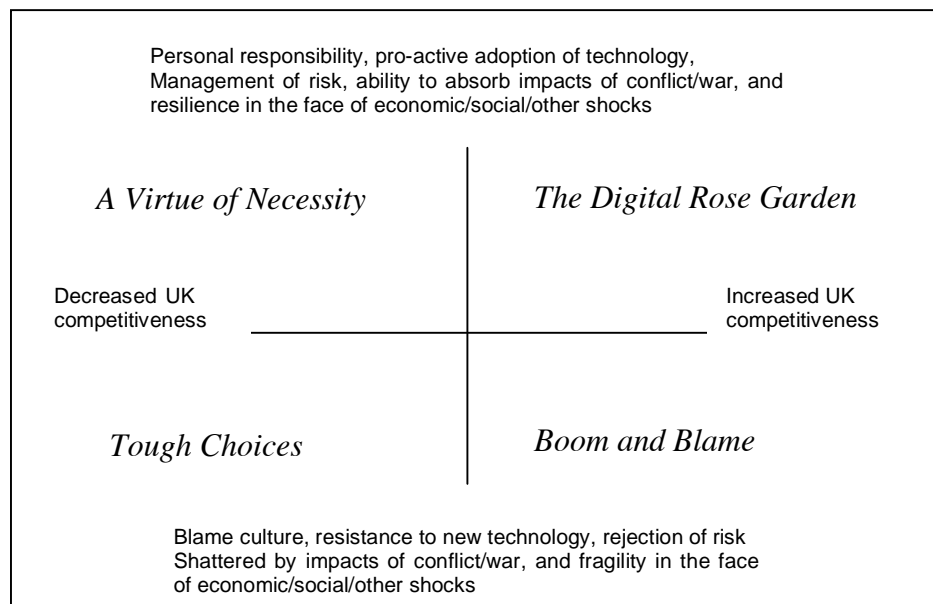 Personal responsibility, pro-active adoption of technology,
Management of risk, ability to absorb impacts of conflict/war, and
resilience in the face of economic/social/other shocks
A Virtue of Necessity
The Digital Rose Garden
Decreased UK
competitiveness
Increased UK
competitiveness
Tough Choices
Boom and Blame
Blame culture, resistance to new technology, rejection of risk
Shattered by impacts of conflict/war, and fragility in the face
of economic/social/other shocks